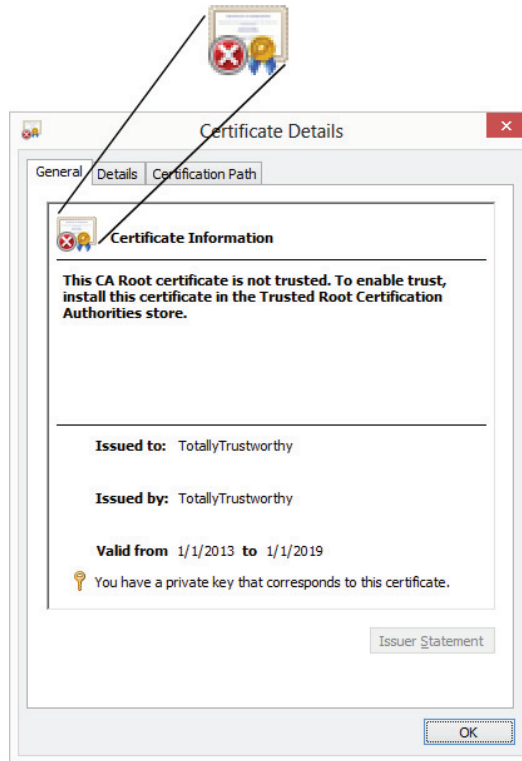 Certificate Details
General Details Certification Path
Certificate Information
This CA Root certificate is not trusted. To enable trust,
install this certificate in the Trusted Root Certification
Authorities store.
Issued to: TotallyTrustworthy
Issued by: TotallyTrustworthy
Valid from 1/1/2013 to 1/1/2019
You have a private key that corresponds to this certificate.
Issuer Statement
OK